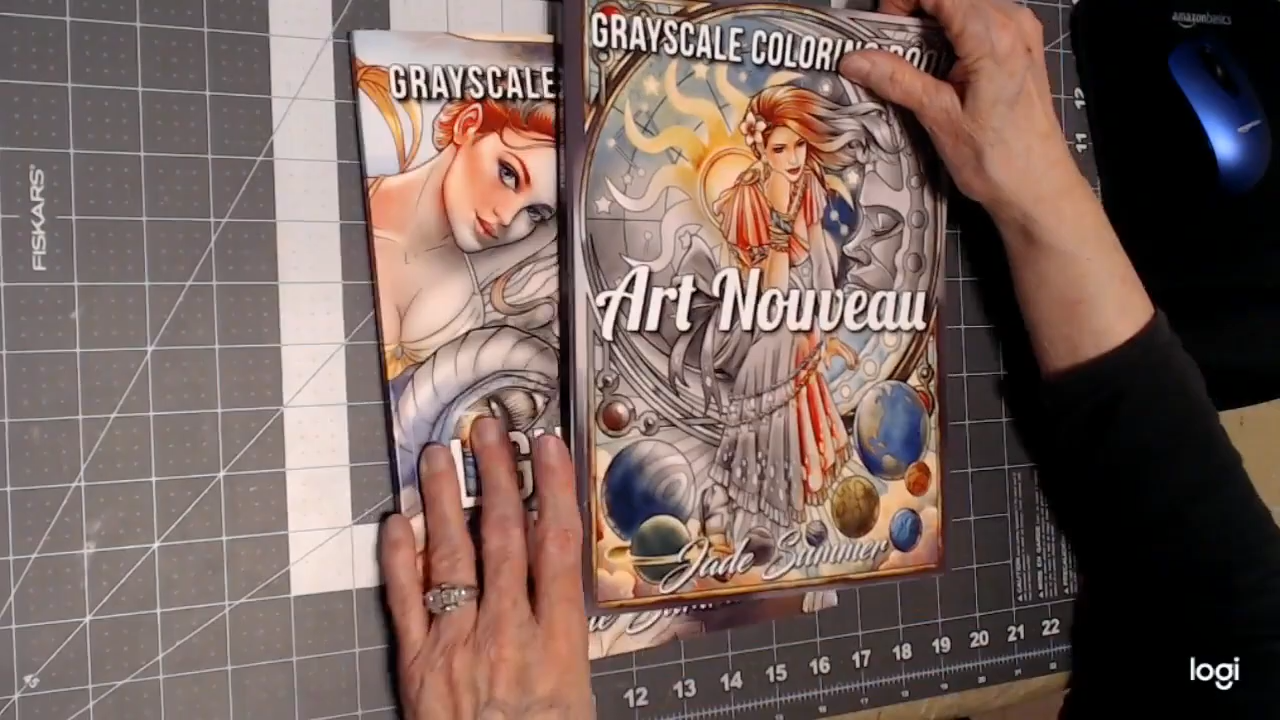 amazonbasics
GRAYSCALE COLORING BOO
GRAYSCALE
FISKARS
12
11
Art Nouveau
Jade Summer
12 13 14 15 16 17 18 19 20 21 22
logi